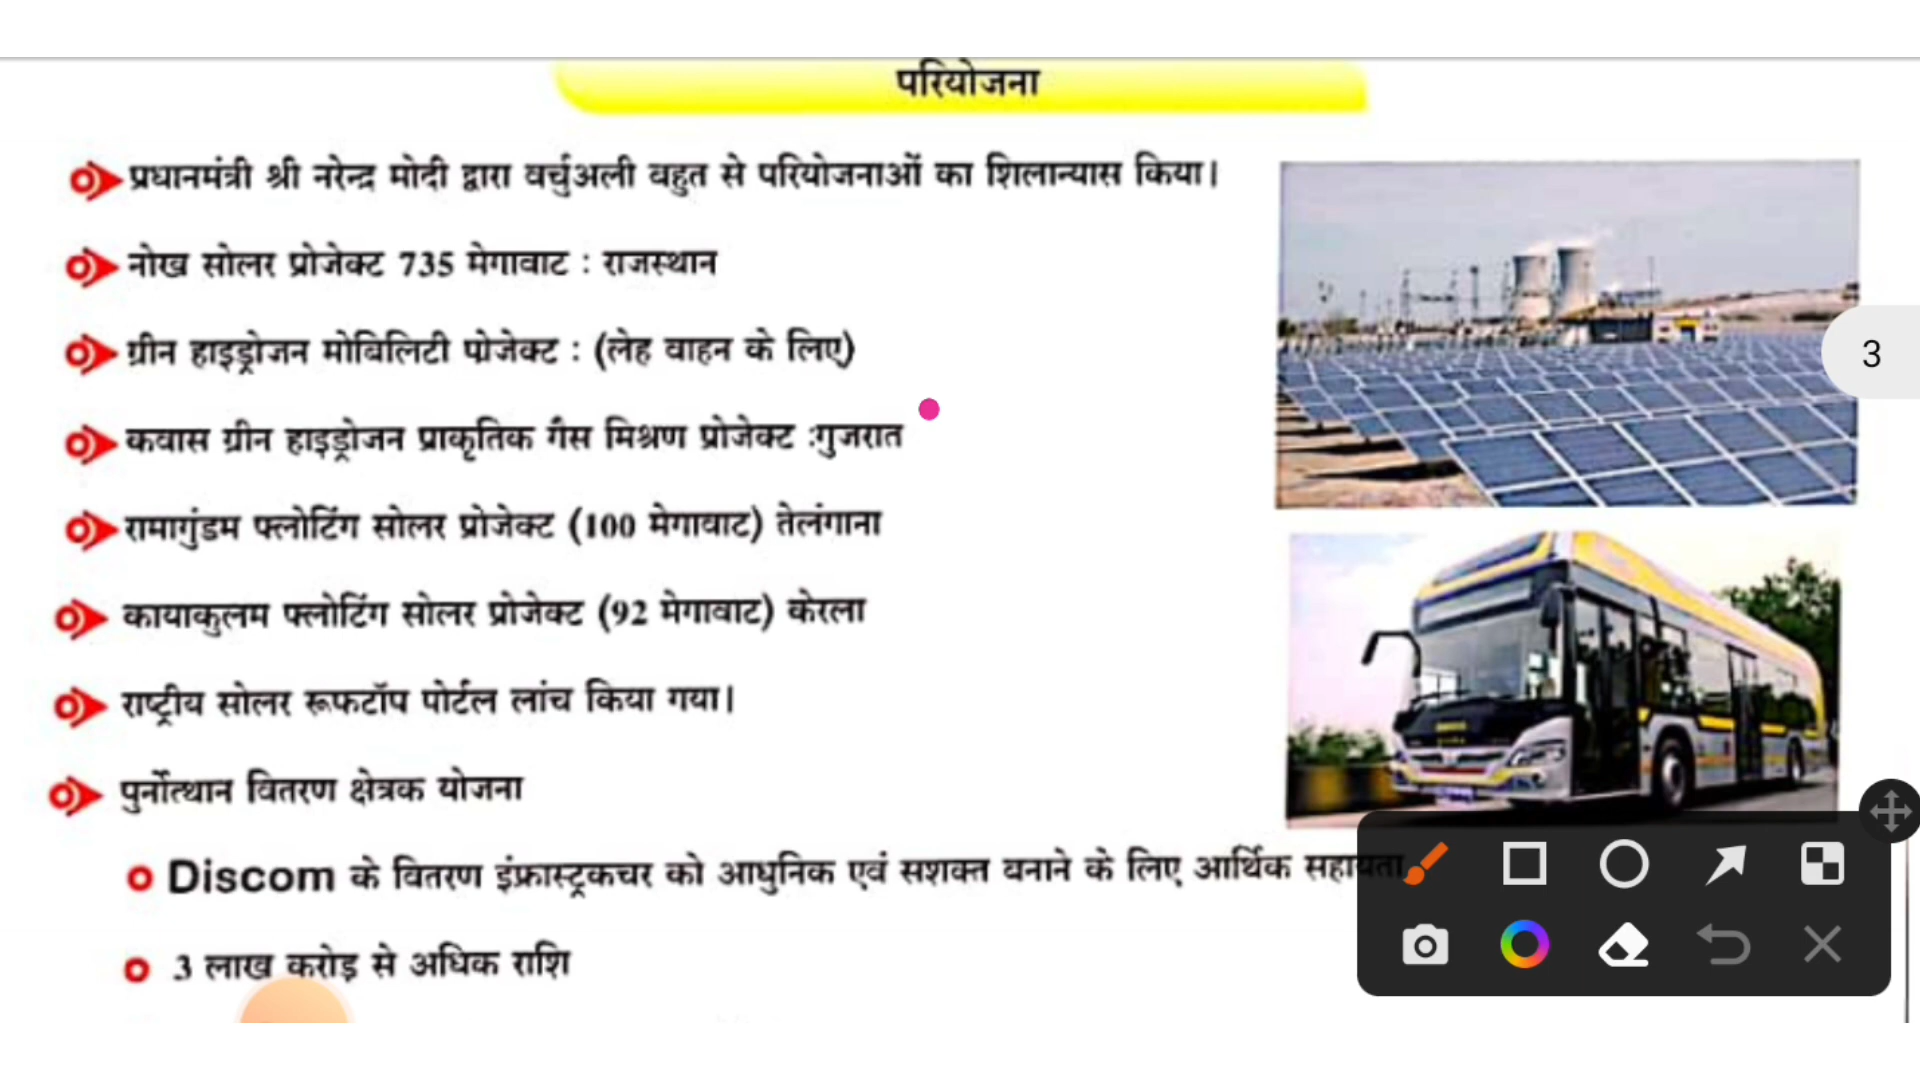 परियोजना
प्रधानमंत्री श्री नरेन्द्र मोदी द्वारा वर्चुअली बहुत से परियोजनाओं का शिलान्यास किया।
नोख सोलर प्रोजेक्ट 735 मेगावाट : राजस्थान
ग्रीन हाइड्रोजन मोबिलिटी प्रोजेक्ट : (लेह वाहन के लिए)
3
कवास ग्रीन हाइड्रोजन प्राकृतिक गैस मिश्रण प्रोजेक्ट :गुजरात
रामागुंडम फ्लोटिंग सोलर प्रोजेक्ट (100 मेगावाट) तेलंगाना
कायाकुलम फ्लोटिंग सोलर प्रोजेक्ट (92 मेगावाट) केरला
राष्ट्रीय सोलर रूफटॉप पोर्टल लांच किया गया।
पुर्नोत्थान वितरण क्षेत्रक योजना
Discom के वितरण इंफ्रास्ट्रकचर को आधुनिक एवं सशक्त बनाने के लिए आर्थिक सहायता
3 लाख करोड़ से अधिक राशि